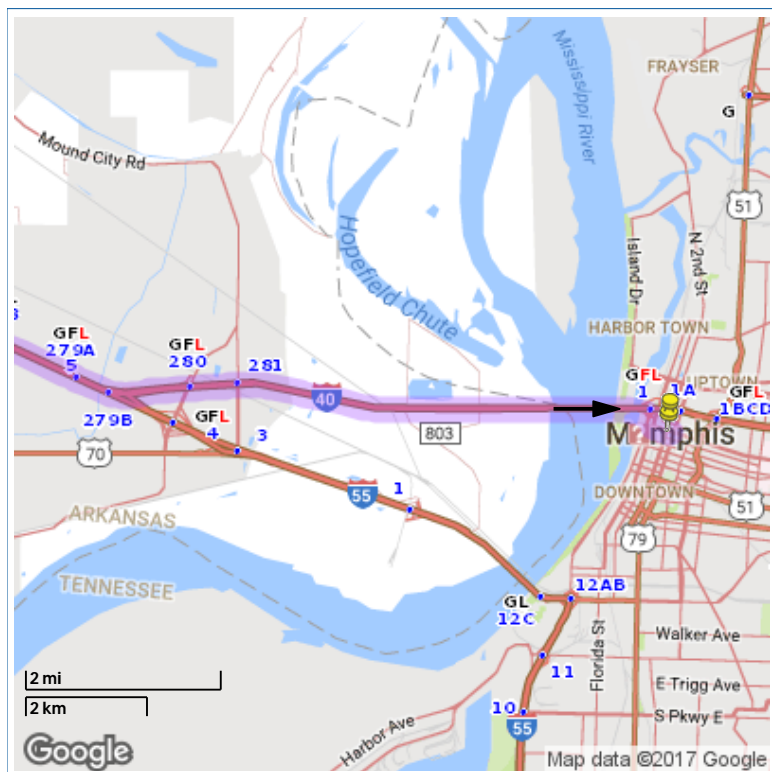 FRAYSER
G
Mississippi River
Mound City Rd
51
Hopefield Chute
Island Dr
N 2nd St
HARBOR TOWN
GFL
279A
5
GFL
280
281
40
GFL
1
1A
UPTOWN
GFL
1BCD
279B
GFL
4
3
803
Memphis
70
55
1
DOWNTOWN
51
ARKANSAS
79
TENNESSEE
GL
12C
12AB
Florida St
Walker Ave
11
E Trigg Ave
2 mi
2 km
10
S Pkwy E
Harbor Ave
55
Google
Map data ©2017 Google